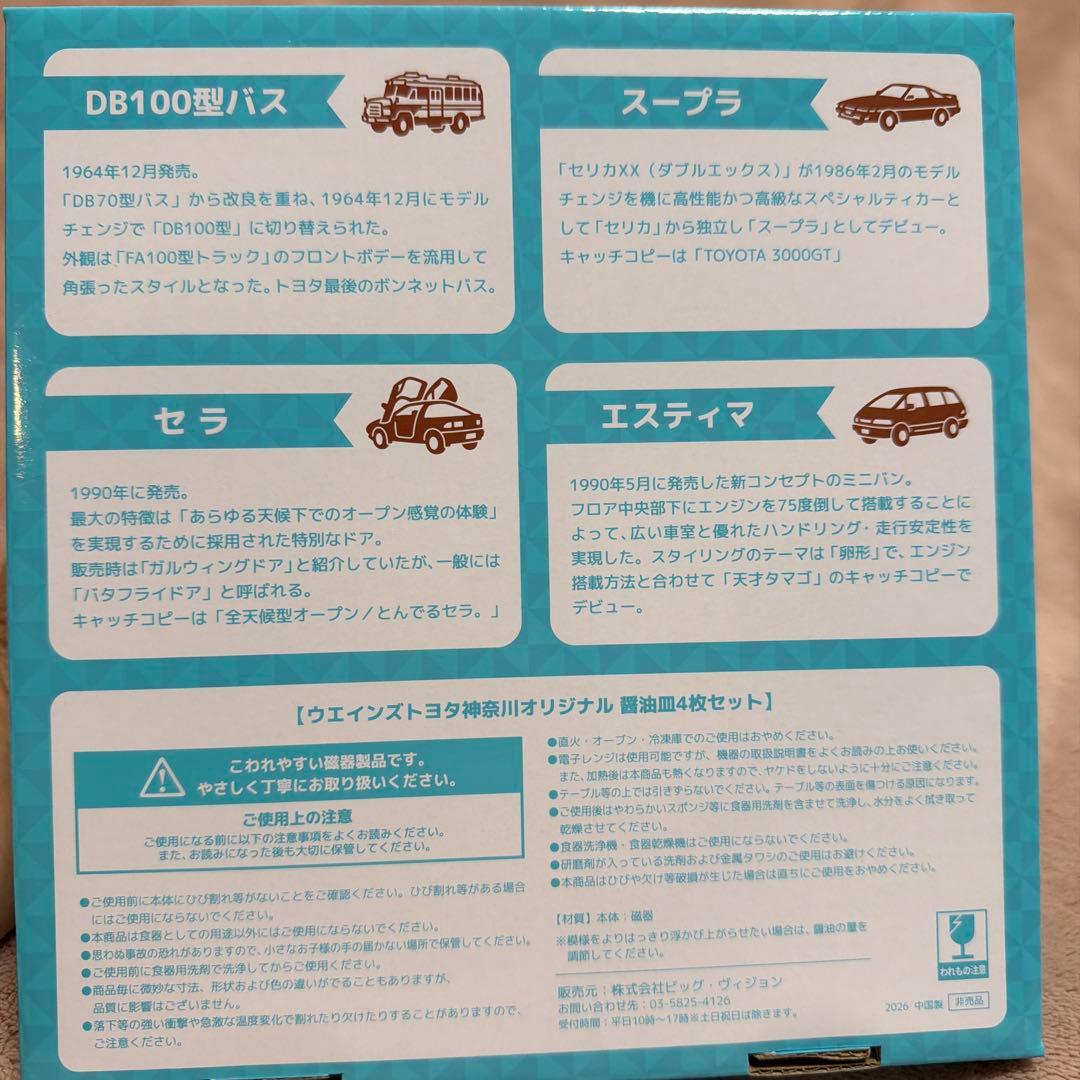 DB100型バス
1964年12月発売。
「DB70型バス」から改良を重ね、1964年12月にモデル
チェンジで「DB100型」に切り替えられた。
外観は「FA100型トラック」のフロントボデーを流用して
角張ったスタイルとなった。トヨタ最後のボンネットバス。
スープラ
「セリカXX（ダブルエックス）」が1986年2月のモデル
チェンジを機に高性能かつ高級なスペシャルティカーと
して「セリカ」から独立し「スープラ」としてデビュー。
キャッチコピーは「TOYOTA 3000GT」
セラ
1990年に発売。
最大の特徴は「あらゆる天候下でのオープン感覚の体験」
を実現するために採用された特別なドア。
販売時は「ガルウィングドア」と紹介していたが、一般には
「バタフライドア」と呼ばれる。
キャッチコピーは「全天候型オープン/とんでるセラ。」
エスティマ
1990年5月に発売した新コンセプトのミニバン。
フロア中央部下にエンジンを75度倒して搭載することに
よって、広い車室と優れたハンドリング・走行安定性を
実現した。スタイリングのテーマは「卵形」で、エンジン
搭載方法と合わせて「天才タマゴ」のキャッチコピーで
デビュー。
【ウエインズトヨタ神奈川オリジナル 醤油皿4枚セット】
こわれやすい磁器製品です。
やさしく丁寧にお取り扱いください。
ご使用上の注意
ご使用になる前に以下の注意事項をよくお読みください。
また、お読みになった後も大切に保管してください。
●ご使用前に本体にひび割れ等がないことをご確認ください。ひび割れ等がある場合
にはご使用にならないでください。
●本商品は食器としての用途以外にはご使用にならないでください。
●思わぬ事故の恐れがありますので、小さなお子様の手の届かない場所で保管してください。
●ご使用前に食器用洗剤で洗浄してからご使用ください。
●商品毎に微妙な寸法、形状および色の違いがでることもありますが、
品質に影響はございません。
●落下等の強い衝撃や急激な温度変化で割れたり欠けたりすることがありますので、
ご注意ください。
●直火・オーブン・冷凍庫でのご使用はおやめください。
●電子レンジは使用可能ですが、機器の取扱説明書をよくお読みの上お使いください。
また、加熱後は本商品も熱くなりますので、ヤケドをしないように十分にご注意ください。
●テーブル等の上では引きずらないでください。テーブル等の表面を傷つける原因になります。
●ご使用後はやわらかいスポンジ等に食器用洗剤を含ませて洗浄し、水分をよく拭き取って
乾燥させてください。
●食器洗浄機・食器乾燥機はご使用にならないでください。
●研磨剤が入っている洗剤および金属タワシのご使用はお避けください。
●本商品はひびや欠け等破損が生じた場合は直ちにご使用をおやめください。
【材質】本体：磁器
※模様をよりはっきり浮かび上がらせたい場合は、醤油の量を
調節してください。
販売元：株式会社ビッグ・ヴィジョン
お問い合わせ先：03-5825-4126
受付時間：平日10時〜17時※土日祝日は除きます。
われもの注意
2026 中国製 非売品